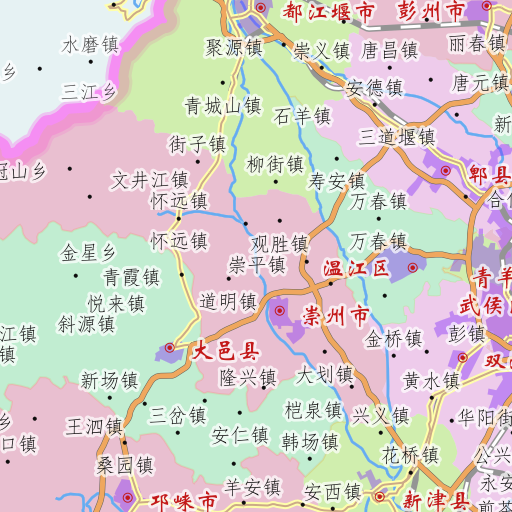 都江堰市
彭州市
水磨镇
聚源镇
崇义镇
唐昌镇
丽春镇
乡
三江乡
安德镇
唐元镇
青城山镇
石羊镇
新
街子镇
三道堰镇
柳街镇
冠山乡
文井江镇
寿安镇
郫县
怀远镇
万春镇
合作
怀远镇
观胜镇
万春镇
金星乡
崇平镇
温江区
青羊
青霞镇
悦来镇
道明镇
崇州市
武侯
斜源镇
江镇
金桥镇
彭镇
镇
大邑县
双
新场镇
隆兴镇
大划镇
黄水镇
乡
王泗镇
三岔镇
桤泉镇
兴义镇
华阳街
安仁镇
韩场镇
口镇
桑园镇
花桥镇
公兴
羊安镇
安西镇
永安
邛崃市
新津县
煎茶